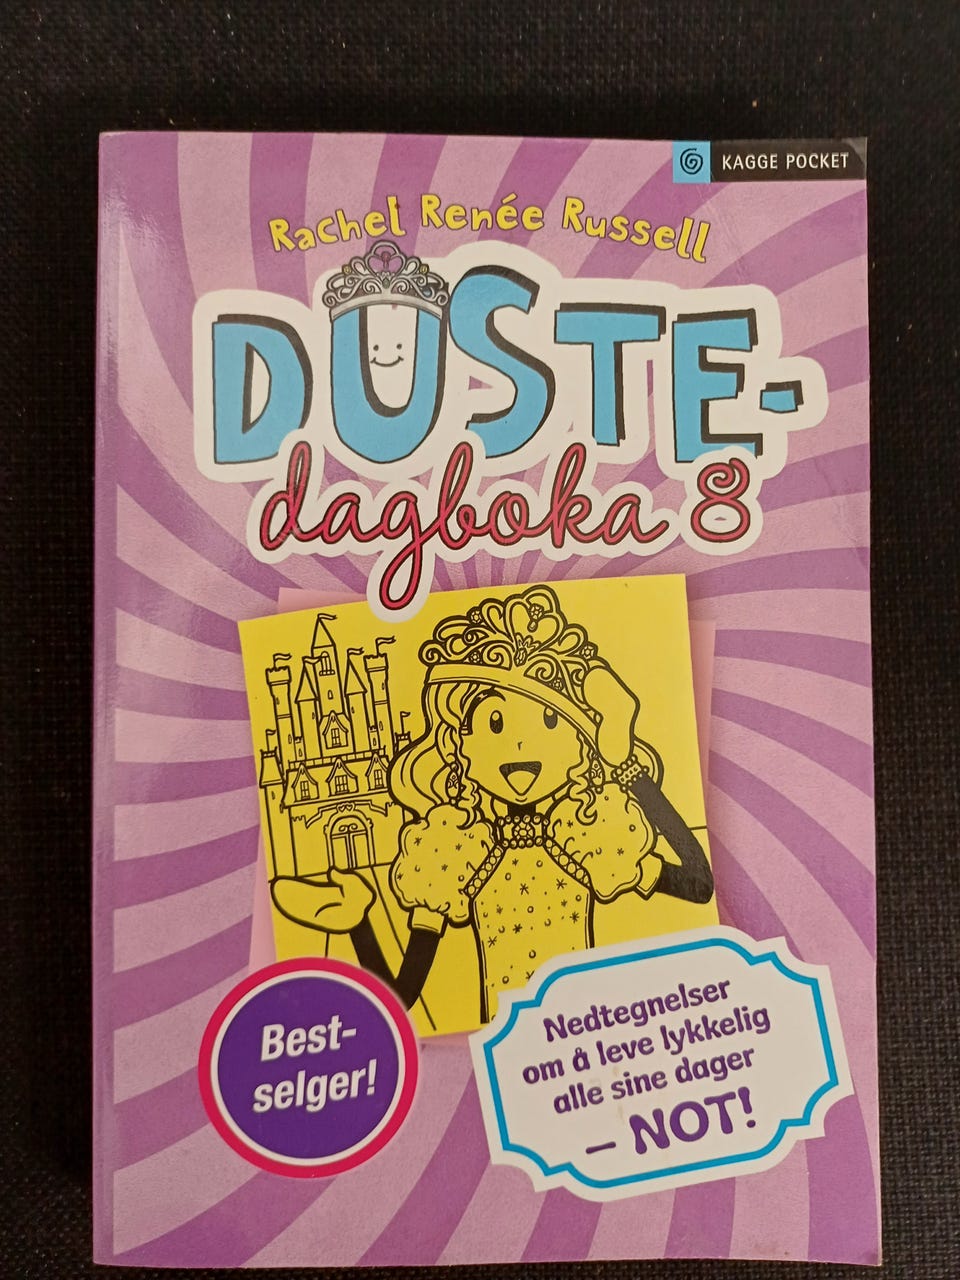 KAGGE POCKET
Rachel Renée Russell
DUSTE-
dagboka 8
Best-
selger!
Nedtegnelser
om å leve lykkelig
alle sine dager
– NOT!